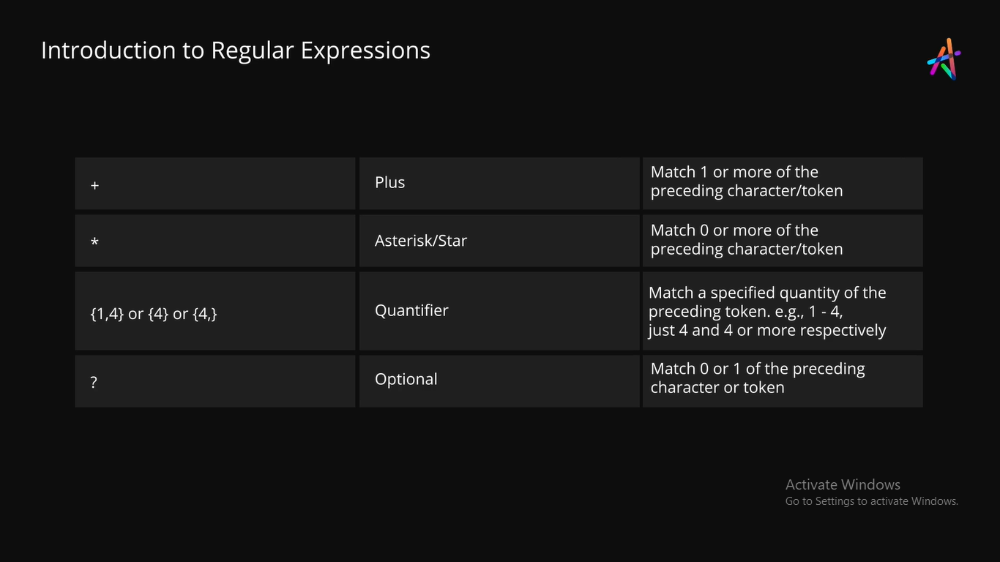 Introduction to Regular Expressions
+
Plus
Match 1 or more of the
preceding character/token
*
Asterisk/Star
Match 0 or more of the
preceding character/token
{1,4} or {4} or {4,}
Quantifier
Match a specified quantity of the
preceding token. e.g., 1 - 4,
just 4 and 4 or more respectively
?
Optional
Match 0 or 1 of the preceding
character or token
Activate Windows
Go to Settings to activate Windows.